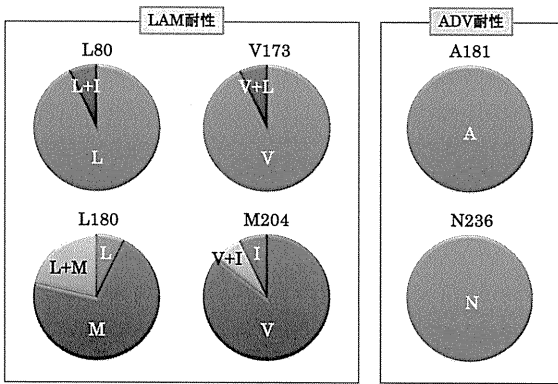 LAM耐性
L80
L+I
L
V173
V+L
V
L180
L
L+M
M
M204
I
V+I
V
ADV耐性
A181
A
N236
N